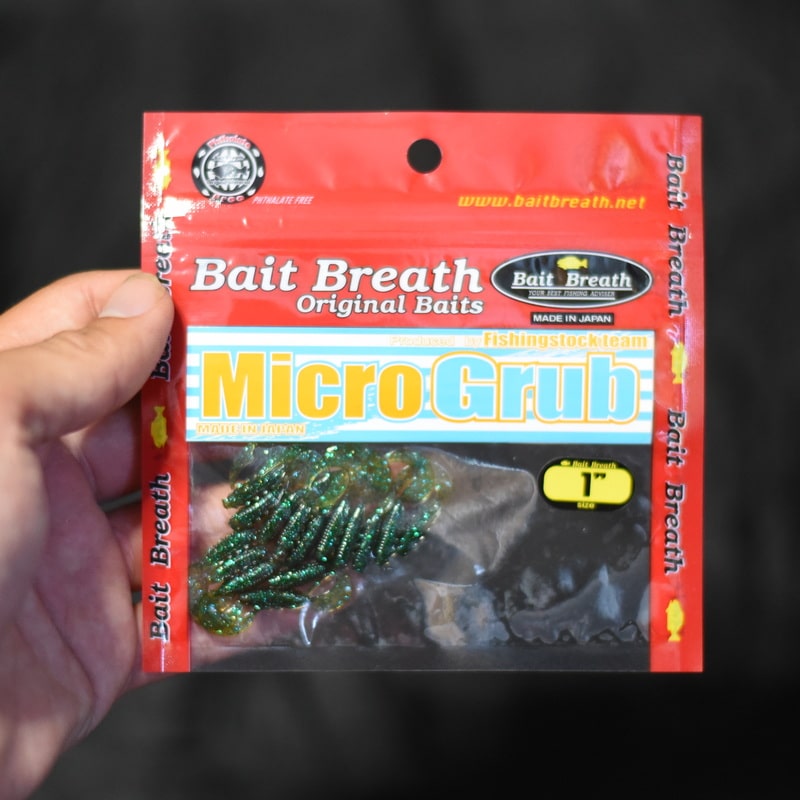 Phthalate
PHTHALATE FREE
www.baitbreath.net
Bait Breath
Original Baits
Bait Breath
YOUR BEST FISHING ADVISER
MADE IN JAPAN
Produced by Fishingstock team
Micro Grub
MADE IN JAPAN
Bait Breath
1"
Bait Breath
Bait Breath
Bait Breath
Bait Breath